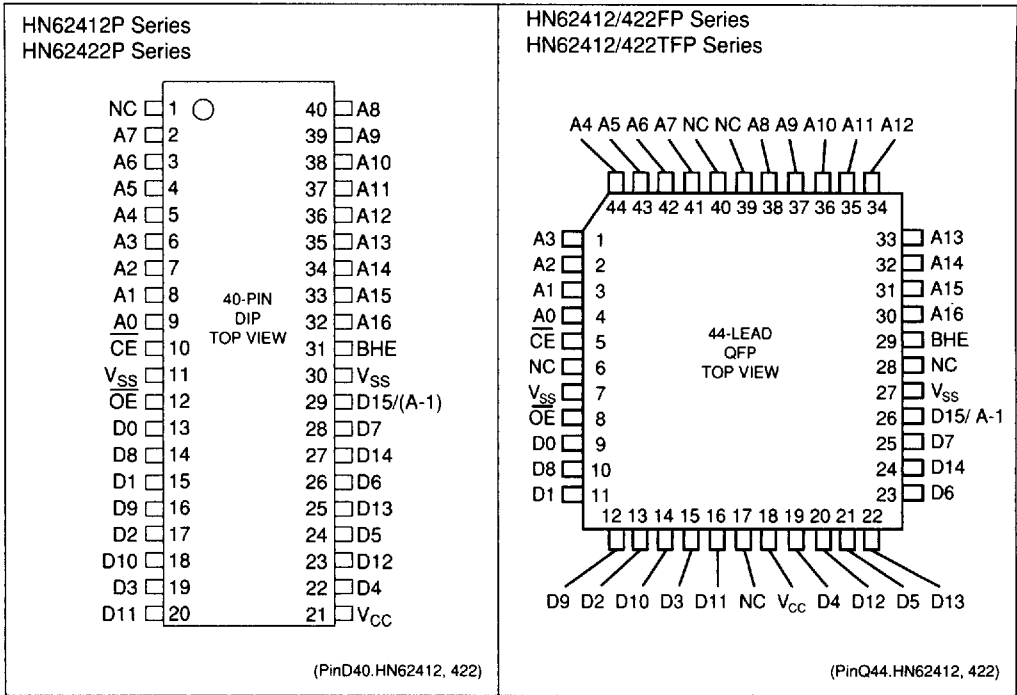 HN62412P Series
HN62422P Series
NC 1 40 A8
A7 2 39 A9
A6 3 38 A10
A5 4 37 A11
A4 5 36 A12
A3 6 35 A13
A2 7 34 A14
A1 8 33 A15
A0 9 32 A16
C̅E̅ 10 31 BHE
VSS 11 30 VSS
O̅E̅ 12 29 D15/(A-1)
D0 13 28 D7
D8 14 27 D14
D1 15 26 D6
D9 16 25 D13
D2 17 24 D5
D10 18 23 D12
D3 19 22 D4
D11 20 21 VCC
40-PIN
DIP
TOP VIEW
(PinD40.HN62412, 422)
HN62412/422FP Series
HN62412/422TFP Series
A4 A5 A6 A7 NC NC A8 A9 A10 A11 A12
44 43 42 41 40 39 38 37 36 35 34
A3 1 33 A13
A2 2 32 A14
A1 3 31 A15
A0 4 30 A16
C̅E̅ 5 29 BHE
NC 6 28 NC
VSS 7 27 VSS
O̅E̅ 8 26 D15/ A-1
D0 9 25 D7
D8 10 24 D14
D1 11 23 D6
44-LEAD
QFP
TOP VIEW
12 13 14 15 16 17 18 19 20 21 22
D9 D2 D10 D3 D11 NC VCC D4 D12 D5 D13
(PinQ44.HN62412, 422)